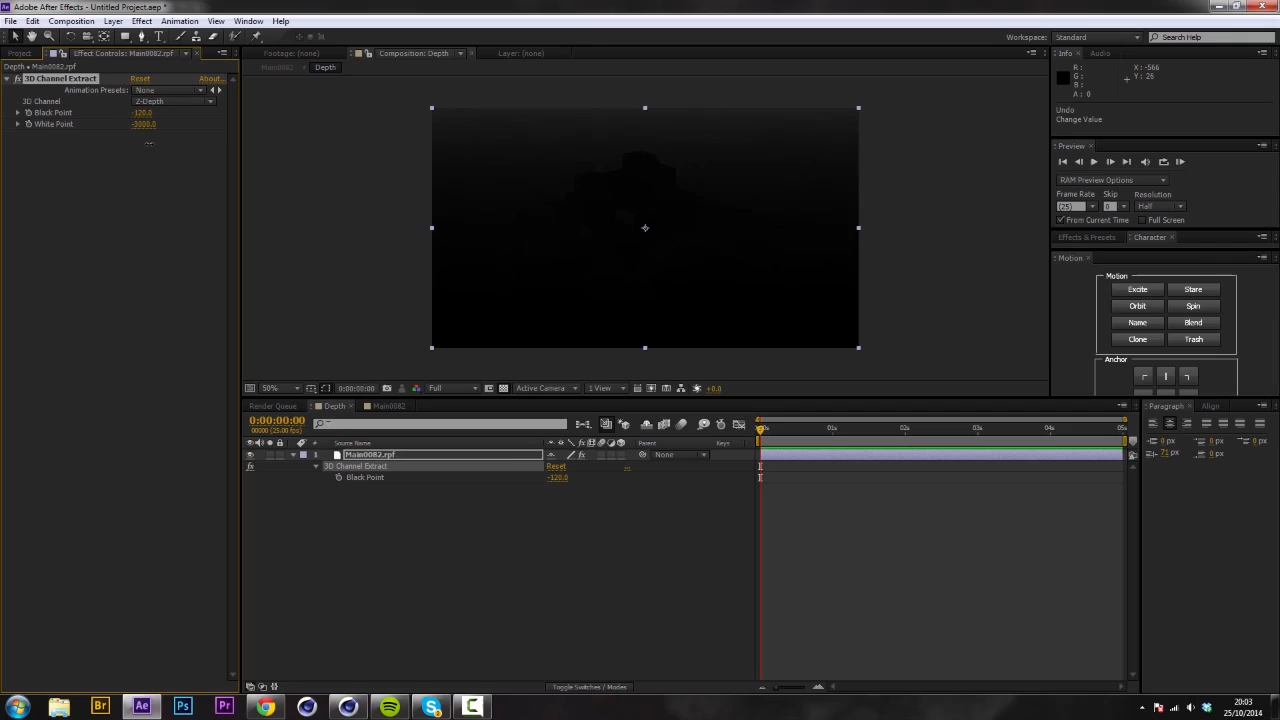 Adobe After Effects - Untitled Project.aep *
File Edit Composition Layer Effect Animation View Window Help
Workspace: Standard Search Help
Project Effect Controls: Main0082.rpf
Depth • Main0082.rpf
3D Channel Extract Reset About...
Animation Presets: None
3D Channel Z-Depth
Black Point -120.0
White Point -3000.0
Footage: (none) Composition: Depth Layer: (none)
Main0082 Depth
50% 0:00:00:00 Full Active Camera 1 View +0.0
Info Audio
R : X : -566
G : Y : 26
B :
A : 0
Undo
Change Value
Preview
RAM Preview Options
Frame Rate Skip Resolution
(25) 0 Half
From Current Time Full Screen
Effects & Presets Character
Motion
Motion
Excite Stare
Orbit Spin
Name Blend
Clone Trash
Anchor
Render Queue Depth Main0082
0:00:00:00
00000 (25.00 fps)
# Source Name Parent Keys
1 Main0082.rpf None
3D Channel Extract Reset ...
Black Point -120.0
01s 02s 03s 04s 05s
Toggle Switches / Modes
Paragraph Align
0 px 0 px 0 px
71 px 0 px
Ae
Br Ae Ps Pr
20:03
25/10/2014